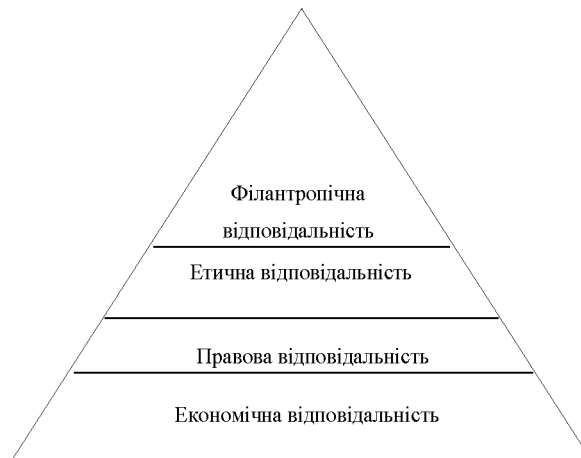 Філантропічна
відповідальність
Етична відповідальність
Правова відповідальність
Економічна відповідальність